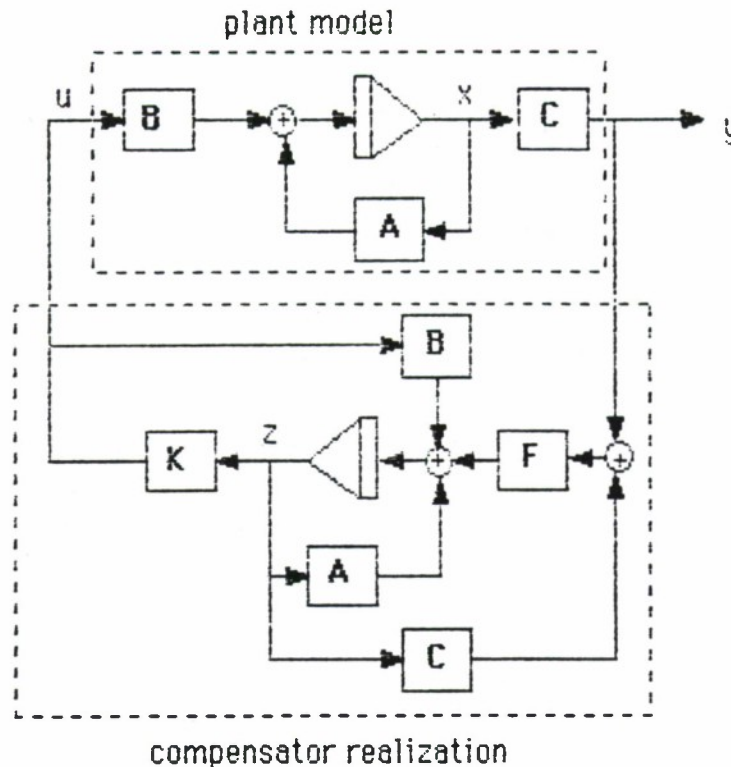 plant model
u
B
+
x
C
y
A
B
z
K
+
F
+
A
C
compensator realization